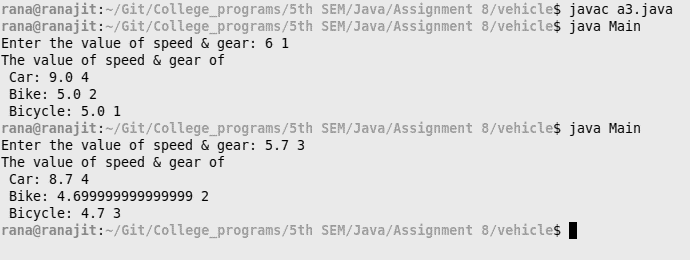 rana@ranajit:~/Git/College_programs/5th SEM/Java/Assignment 8/vehicle$ javac a3.java
rana@ranajit:~/Git/College_programs/5th SEM/Java/Assignment 8/vehicle$ java Main
Enter the value of speed & gear: 6 1
The value of speed & gear of
 Car: 9.0 4
 Bike: 5.0 2
 Bicycle: 5.0 1
rana@ranajit:~/Git/College_programs/5th SEM/Java/Assignment 8/vehicle$ java Main
Enter the value of speed & gear: 5.7 3
The value of speed & gear of
 Car: 8.7 4
 Bike: 4.699999999999999 2
 Bicycle: 4.7 3
rana@ranajit:~/Git/College_programs/5th SEM/Java/Assignment 8/vehicle$